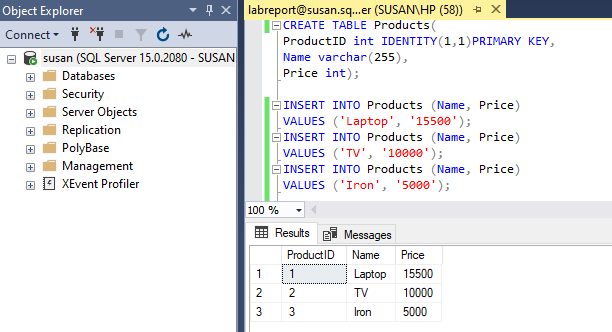 Object Explorer
Connect
susan (SQL Server 15.0.2080 - SUSAN
Databases
Security
Server Objects
Replication
PolyBase
Management
XEvent Profiler
labreport@susan.sq...er (SUSAN\HP (58))
CREATE TABLE Products(
ProductID int IDENTITY(1,1)PRIMARY KEY,
Name varchar(255),
Price int);
INSERT INTO Products (Name, Price)
VALUES ('Laptop', '15500');
INSERT INTO Products (Name, Price)
VALUES ('TV', '10000');
INSERT INTO Products (Name, Price)
VALUES ('Iron', '5000');
100 %
Results Messages
ProductID Name Price
1 1 Laptop 15500
2 2 TV 10000
3 3 Iron 5000